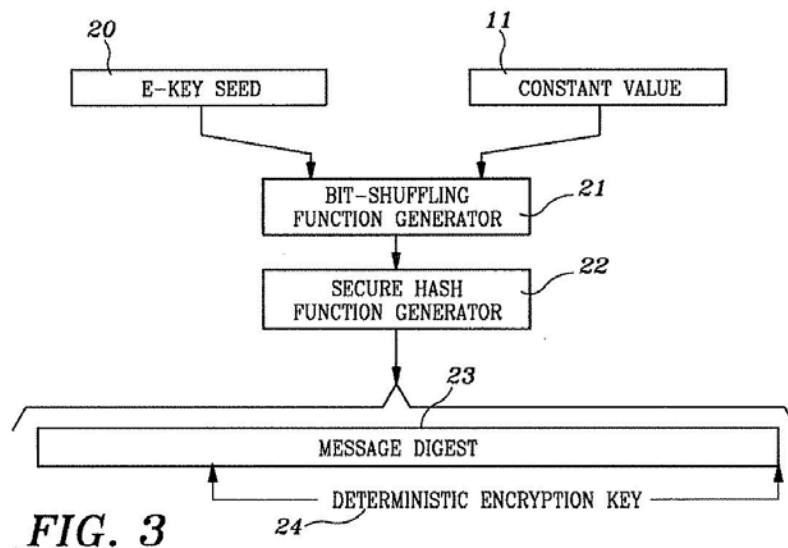 20
11
E-KEY SEED
CONSTANT VALUE
BIT-SHUFFLING
FUNCTION GENERATOR
21
SECURE HASH
FUNCTION GENERATOR
22
23
MESSAGE DIGEST
DETERMINISTIC ENCRYPTION KEY
24
FIG. 3